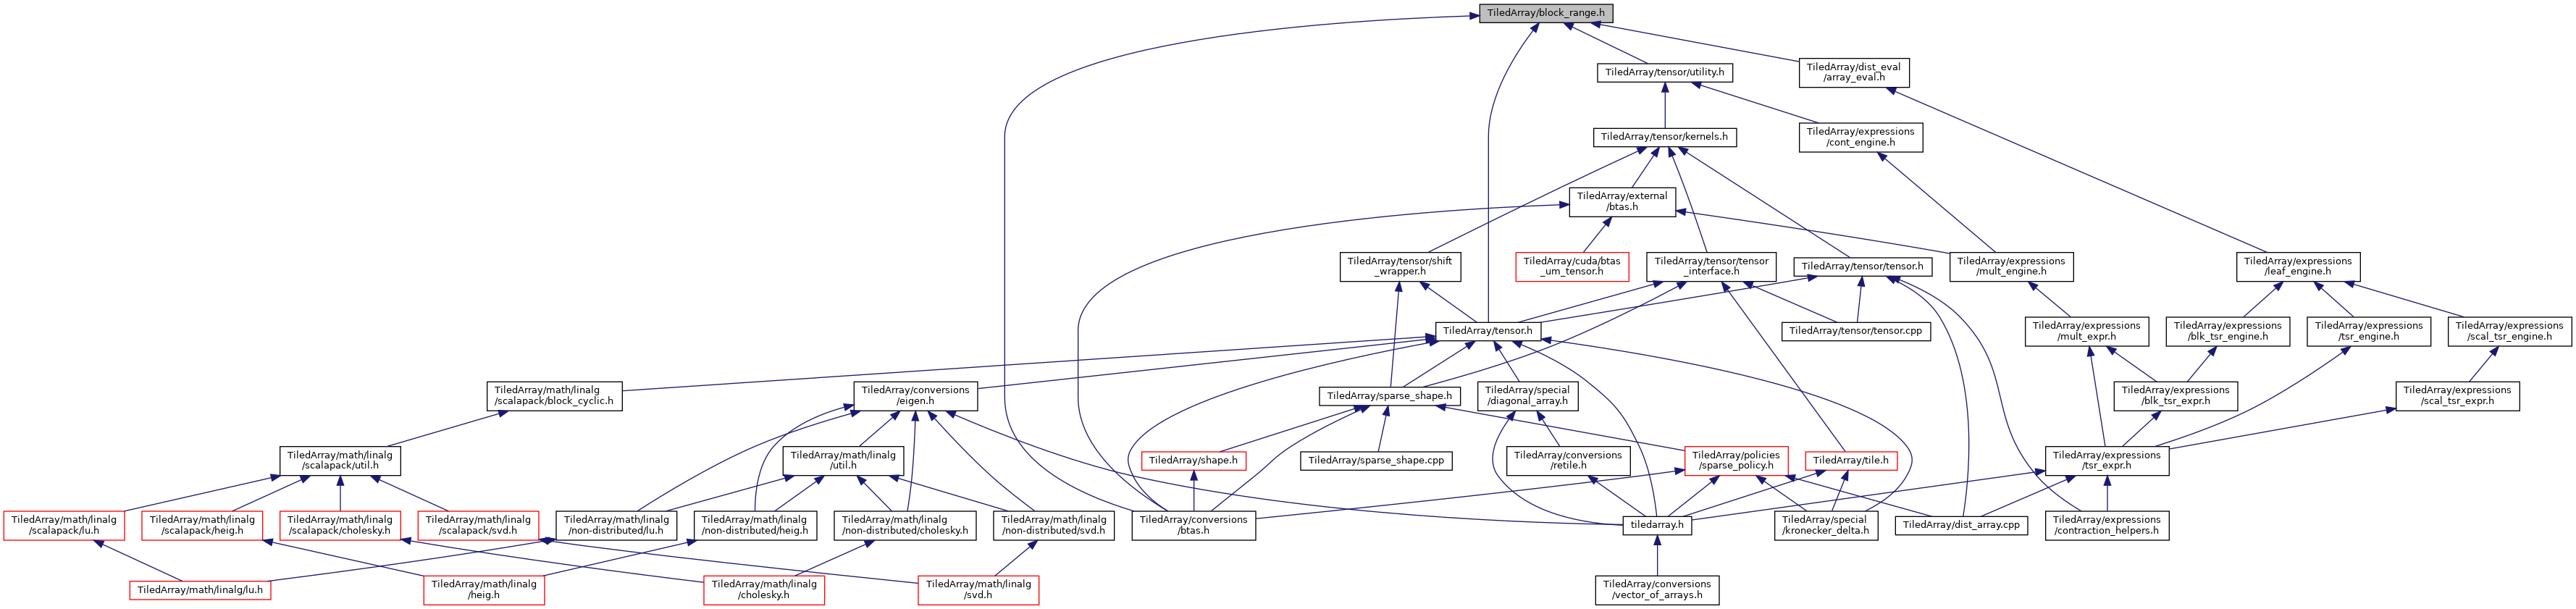 TiledArray/block_range.h
TiledArray/tensor/utility.h
TiledArray/dist_eval
/array_eval.h
TiledArray/tensor/kernels.h
TiledArray/expressions
/cont_engine.h
TiledArray/external
/btas.h
TiledArray/tensor/shift
_wrapper.h
TiledArray/cuda/btas
_um_tensor.h
TiledArray/tensor/tensor
_interface.h
TiledArray/tensor/tensor.h
TiledArray/expressions
/mult_engine.h
TiledArray/expressions
/leaf_engine.h
TiledArray/tensor.h
TiledArray/tensor/tensor.cpp
TiledArray/expressions
/mult_expr.h
TiledArray/expressions
/blk_tsr_engine.h
TiledArray/expressions
/tsr_engine.h
TiledArray/expressions
/scal_tsr_engine.h
TiledArray/math/linalg
/scalapack/block_cyclic.h
TiledArray/conversions
/eigen.h
TiledArray/sparse_shape.h
TiledArray/special
/diagonal_array.h
TiledArray/expressions
/blk_tsr_expr.h
TiledArray/expressions
/scal_tsr_expr.h
TiledArray/math/linalg
/scalapack/util.h
TiledArray/math/linalg
/util.h
TiledArray/shape.h
TiledArray/sparse_shape.cpp
TiledArray/conversions
/retile.h
TiledArray/policies
/sparse_policy.h
TiledArray/tile.h
TiledArray/expressions
/tsr_expr.h
TiledArray/math/linalg
/scalapack/lu.h
TiledArray/math/linalg
/scalapack/heig.h
TiledArray/math/linalg
/scalapack/cholesky.h
TiledArray/math/linalg
/scalapack/svd.h
TiledArray/math/linalg
/non-distributed/lu.h
TiledArray/math/linalg
/non-distributed/heig.h
TiledArray/math/linalg
/non-distributed/cholesky.h
TiledArray/math/linalg
/non-distributed/svd.h
TiledArray/conversions
/btas.h
tiledarray.h
TiledArray/special
/kronecker_delta.h
TiledArray/dist_array.cpp
TiledArray/expressions
/contraction_helpers.h
TiledArray/math/linalg/lu.h
TiledArray/math/linalg
/heig.h
TiledArray/math/linalg
/cholesky.h
TiledArray/math/linalg
/svd.h
TiledArray/conversions
/vector_of_arrays.h